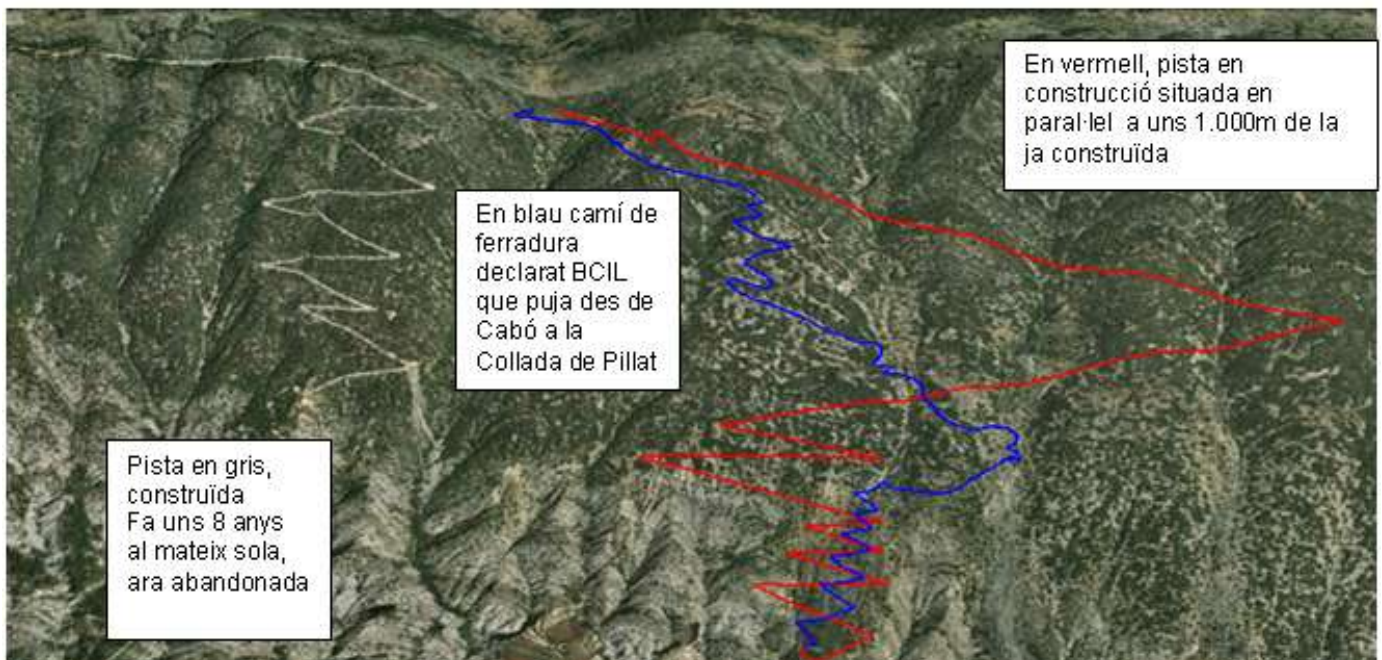 En vermell, pista en
construcció situada en
paral·lel a uns 1.000m de la
ja construïda
En blau camí de
ferradura
declarat BCIL
que puja des de
Cabó a la
Collada de Pillat
Pista en gris,
construïda
Fa uns 8 anys
al mateix sola,
ara abandonada